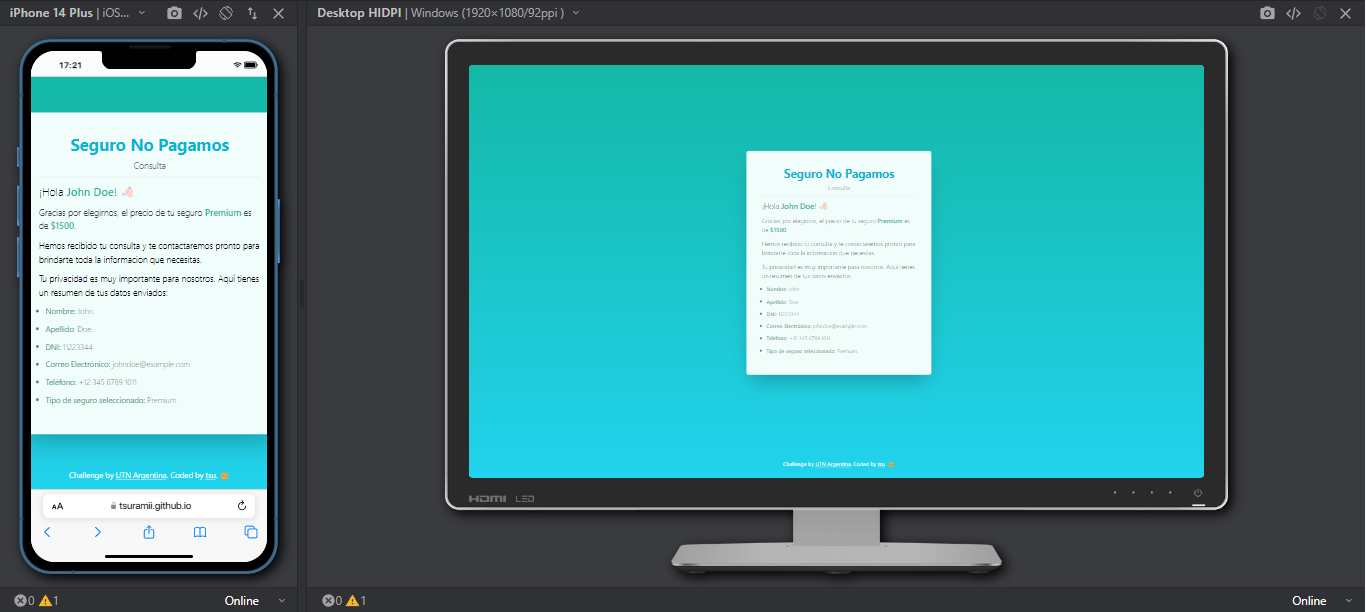 iPhone 14 Plus | iOS...
17:21
Seguro No Pagamos
Consulta
¡Hola John Doe!
Gracias por elegirnos, el precio de tu seguro Premium es
de $1500.
Hemos recibido tu consulta y te contactaremos pronto para
brindarte toda la informacion que necesitas.
Tu privacidad es muy importante para nosotros. Aquí tienes
un resumen de tus datos enviados:
Nombre: John.
Apellido: Doe.
DNI: 11223344
Correo Electrónico: johndoe@example.com
Teléfono: +12 345 6789 1011
Tipo de seguro seleccionado: Premium
Challenge by UTN Argentina. Coded by tsu.
AA tsuramii.github.io
0 1 Online
Desktop HIDPI | Windows (1920×1080/92ppi )
Seguro No Pagamos
Consulta
¡Hola John Doe!
Gracias por elegirnos, el precio de tu seguro Premium es
de $1500.
Hemos recibido tu consulta y te contactaremos pronto para
brindarte toda la informacion que necesitas.
Tu privacidad es muy importante para nosotros. Aquí tienes
un resumen de tus datos enviados:
Nombre: John.
Apellido: Doe.
DNI: 11223344
Correo Electrónico: johndoe@example.com
Teléfono: +12 345 6789 1011
Tipo de seguro seleccionado: Premium
Challenge by UTN Argentina. Coded by tsu.
HDMI LED
0 1 Online